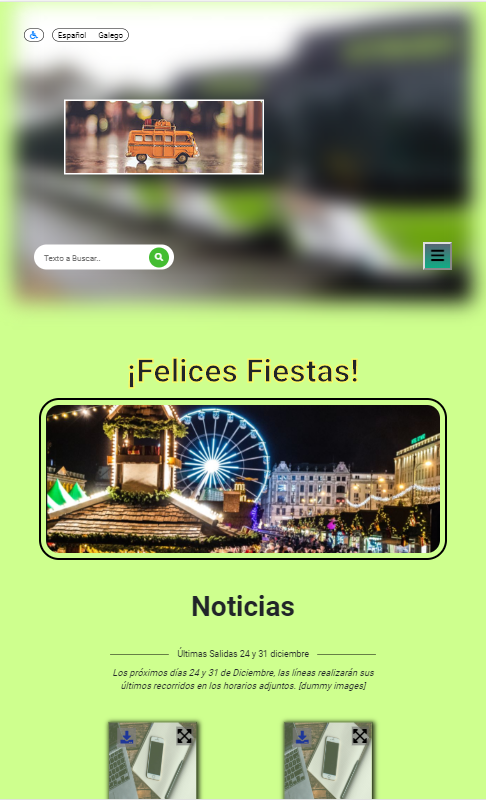 Español Galego
Texto a Buscar..
¡Felices Fiestas!
Noticias
Últimas Salidas 24 y 31 diciembre
Los próximos días 24 y 31 de Diciembre, las líneas realizarán sus
últimos recorridos en los horarios adjuntos. [dummy images]